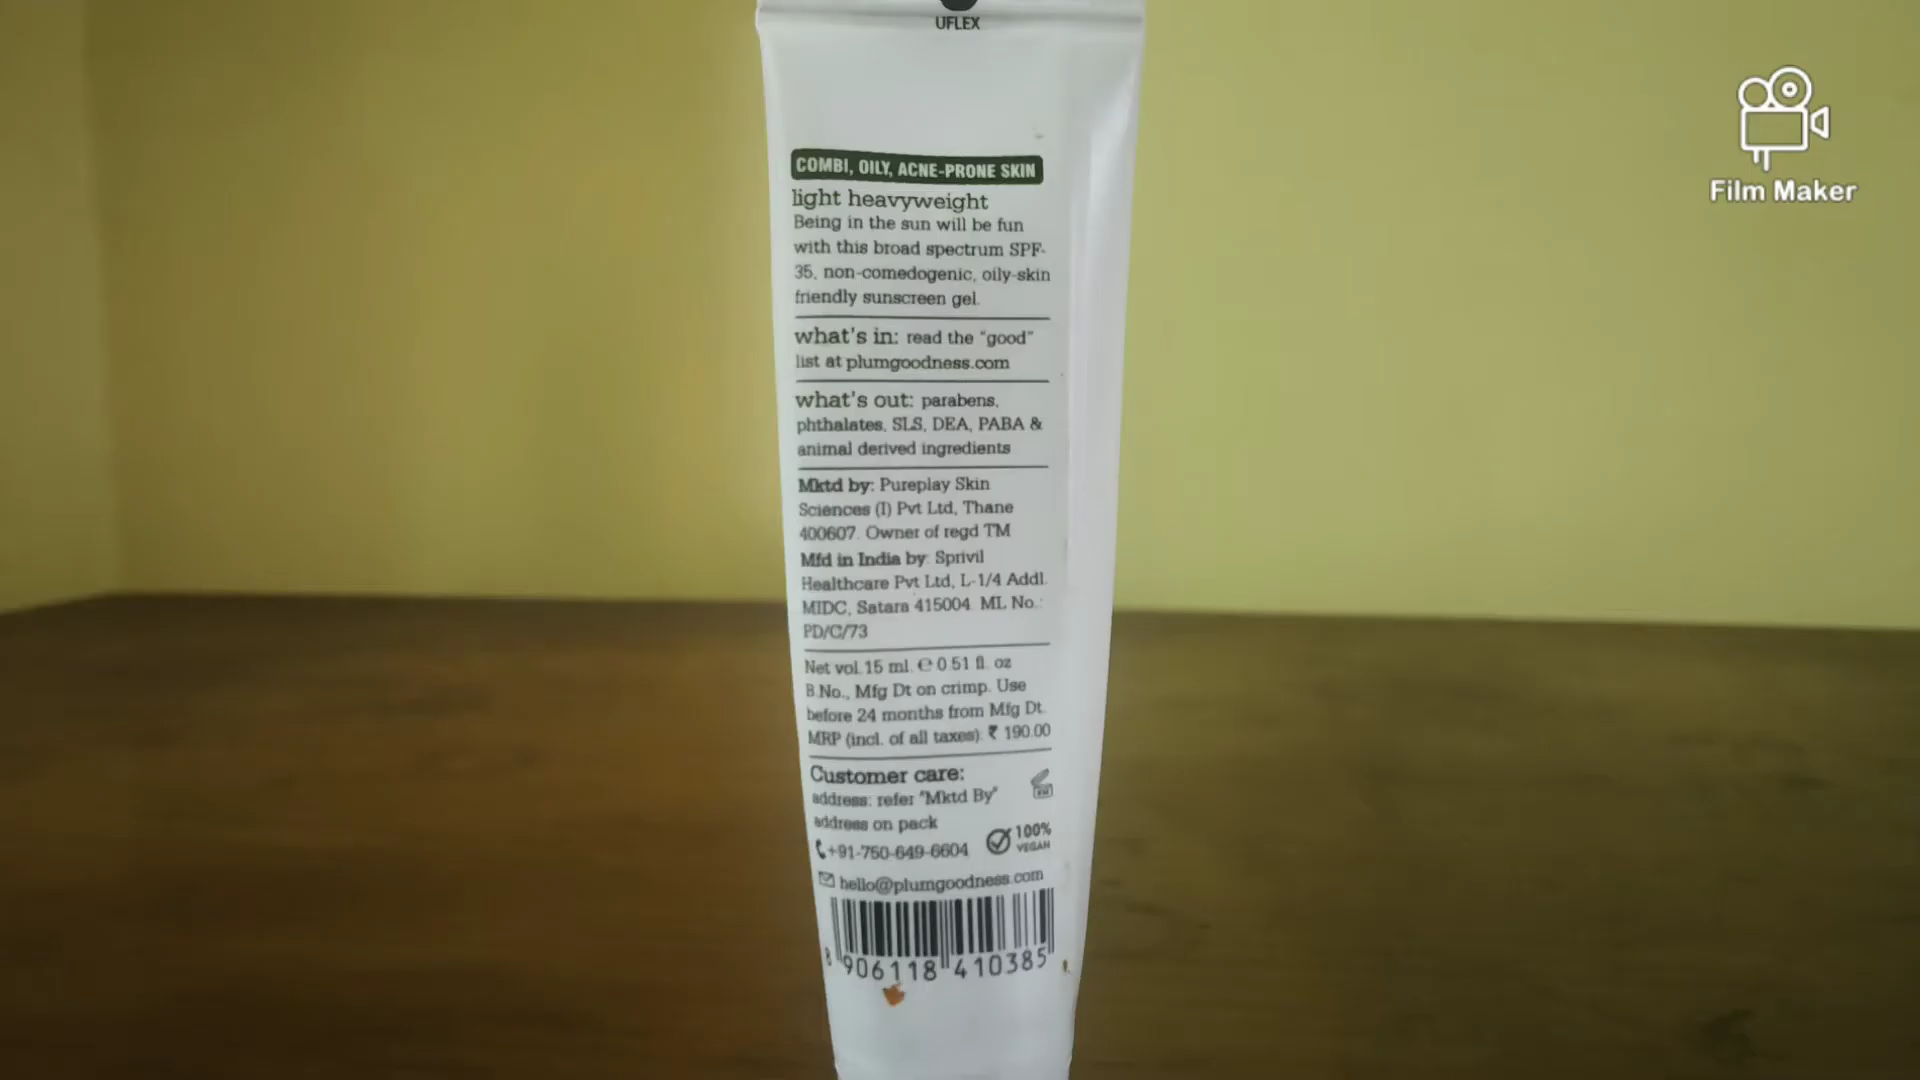 UFLEX
Film Maker
COMBI, OILY, ACNE-PRONE SKIN
light heavyweight
Being in the sun will be fun
with this broad spectrum SPF-
35, non-comedogenic, oily-skin
friendly sunscreen gel.
what's in: read the "good"
list at plumgoodness.com
what's out: parabens,
phthalates, SLS, DEA, PABA &
animal derived ingredients
Mktd by: Pureplay Skin
Sciences (I) Pvt Ltd, Thane
400607. Owner of regd TM
Mfd in India by: Sprivil
Healthcare Pvt Ltd, L-1/4 Addl.
MIDC, Satara 415004. ML No.:
PD/C/73
Net vol.15 ml. ℮ 0.51 fl. oz
B.No., Mfg Dt on crimp. Use
before 24 months from Mfg Dt.
MRP (incl. of all taxes): ₹ 190.00
Customer care:
address: refer "Mktd By"
address on pack
100%
VEGAN
+91-750-649-6604
hello@plumgoodness.com
8 906118 410385